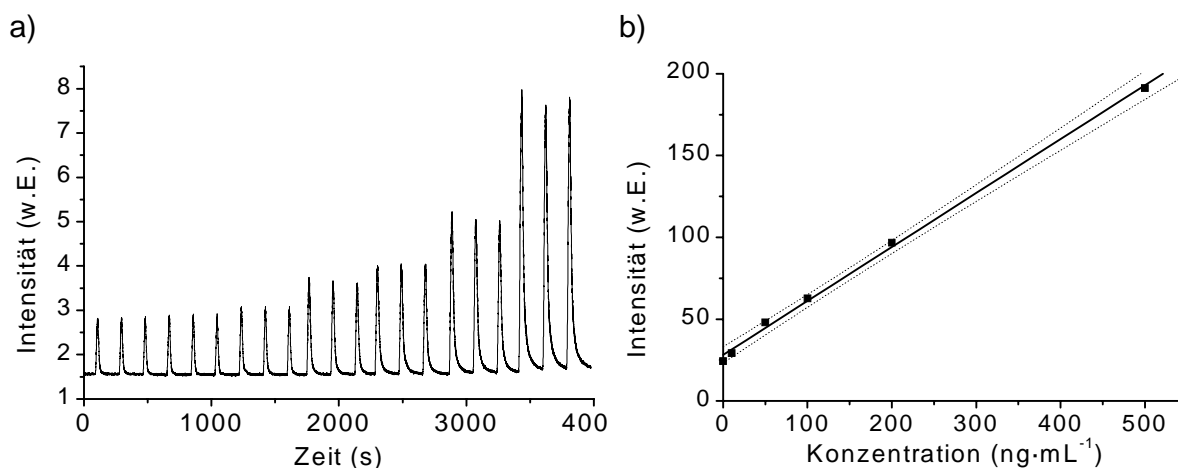 a)
8
7
6
5
4
3
2
1
Intensität (w.E.)
0 1000 2000 3000 400
Zeit (s)
b)
200
150
100
50
0
Intensität (w.E.)
0 100 200 300 400 500
Konzentration (ng·mL⁻¹)